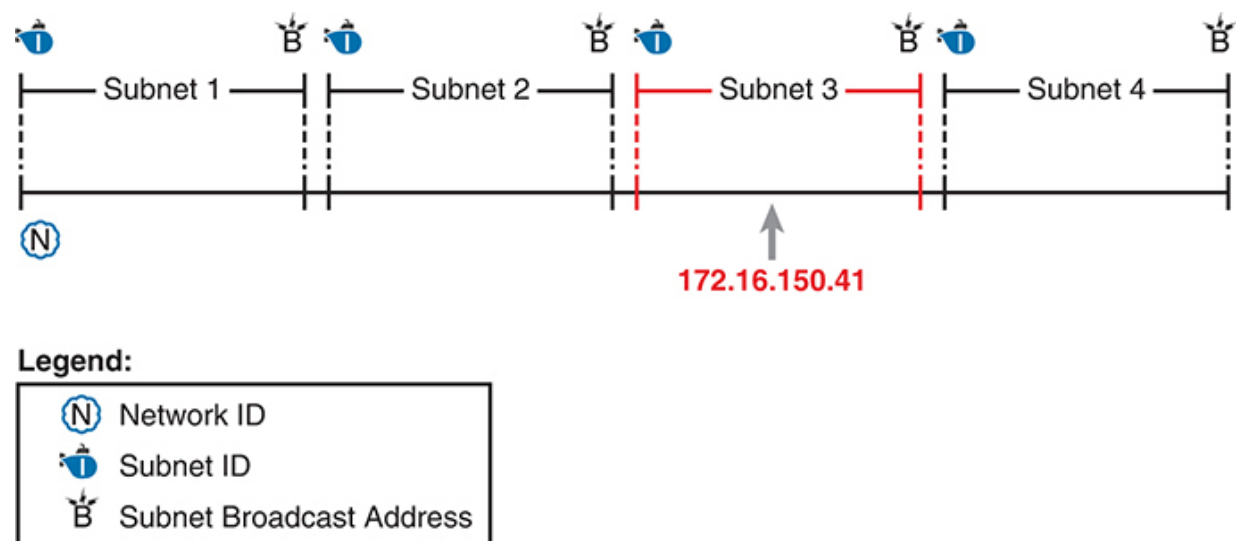 I B I B I B I B
Subnet 1 Subnet 2 Subnet 3 Subnet 4
N
172.16.150.41
Legend:
N Network ID
I Subnet ID
B Subnet Broadcast Address